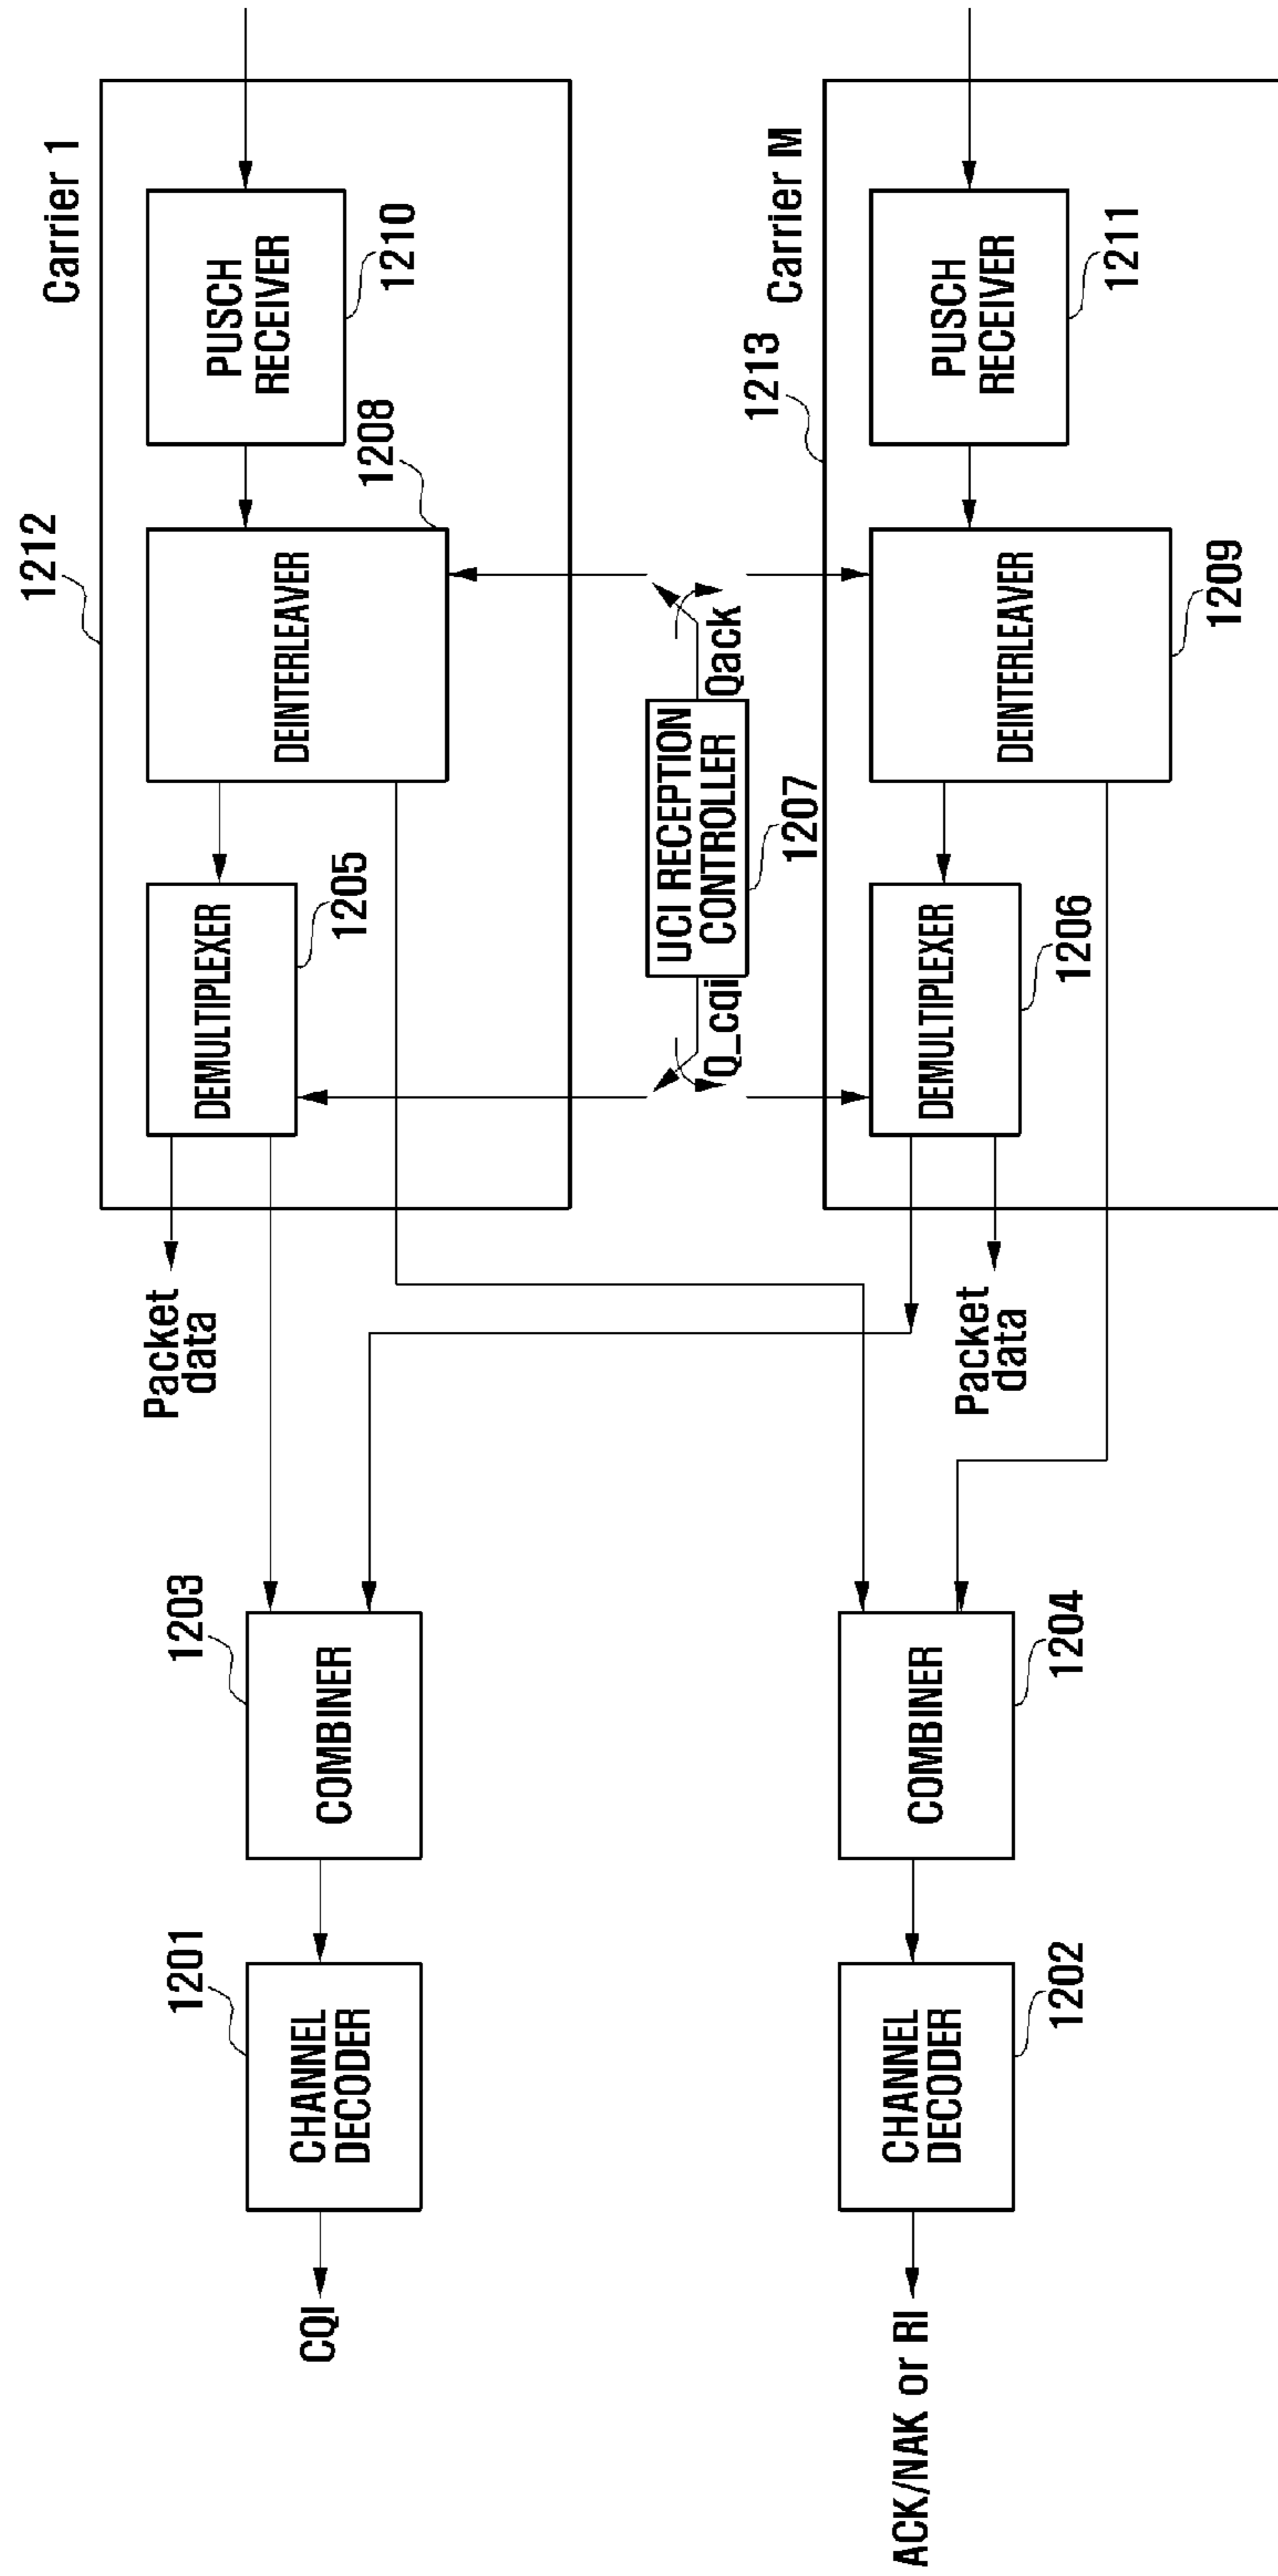 Carrier 1
1212
PUSCH
RECEIVER
1210
DEINTERLEAVER
1208
DEMULTIPLEXER
1205
Packet
data
1203
COMBINER
1201
CHANNEL
DECODER
CQI
Q_cqi
UCI RECEPTION
CONTROLLER
1207
Qack
Carrier M
1213
PUSCH
RECEIVER
1211
DEINTERLEAVER
1209
DEMULTIPLEXER
1206
Packet
data
COMBINER
1204
CHANNEL
DECODER
1202
ACK/NAK or RI